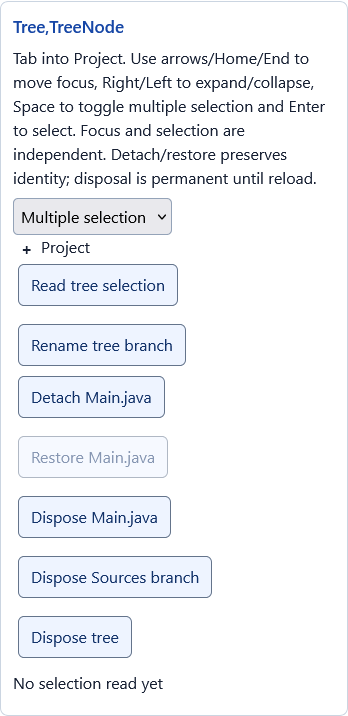 Tree,TreeNode
Tab into Project. Use arrows/Home/End to
move focus, Right/Left to expand/collapse,
Space to toggle multiple selection and Enter
to select. Focus and selection are
independent. Detach/restore preserves
identity; disposal is permanent until reload.
Multiple selection
+ Project
Read tree selection
Rename tree branch
Detach Main.java
Restore Main.java
Dispose Main.java
Dispose Sources branch
Dispose tree
No selection read yet